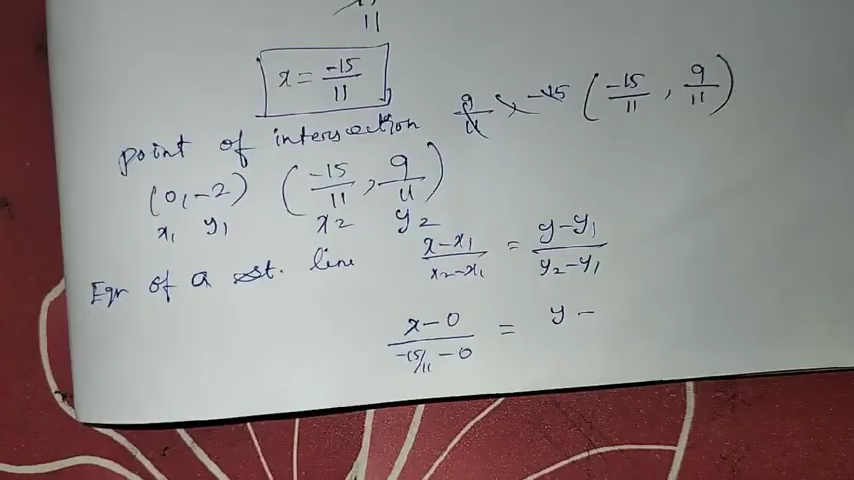 11
x = -15/11
point of intersection (-15/11, 9/11)
(0, -2) (-15/11, 9/11)
x1 y1 x2 y2
Eqn of a st. line x-x1/x2-x1 = y-y1/y2-y1
x-0/-15/11-0 = y-